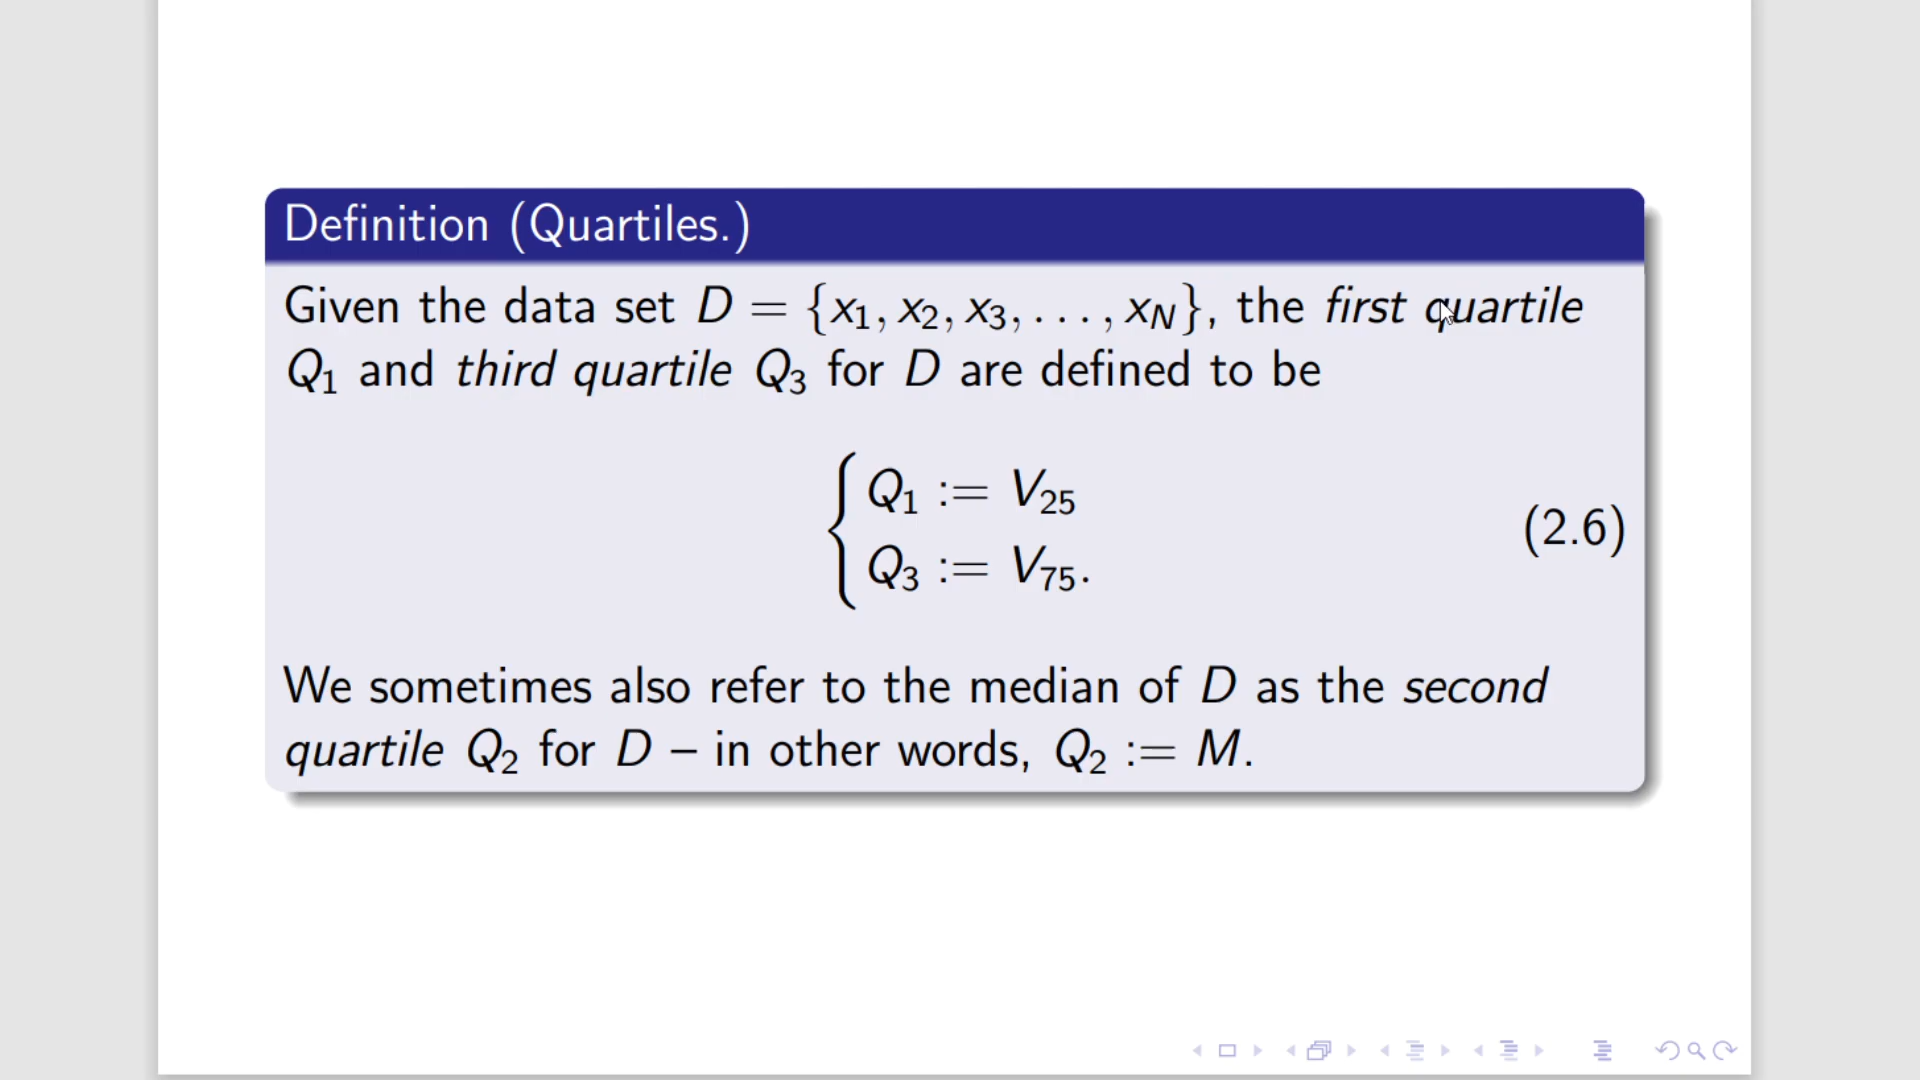 Definition (Quartiles.)
Given the data set D = {x₁, x₂, x₃, . . . , x_N}, the first quartile
Q₁ and third quartile Q₃ for D are defined to be
Q₁ := V₂₅
(2.6)
Q₃ := V₇₅.
We sometimes also refer to the median of D as the second
quartile Q₂ for D – in other words, Q₂ := M.